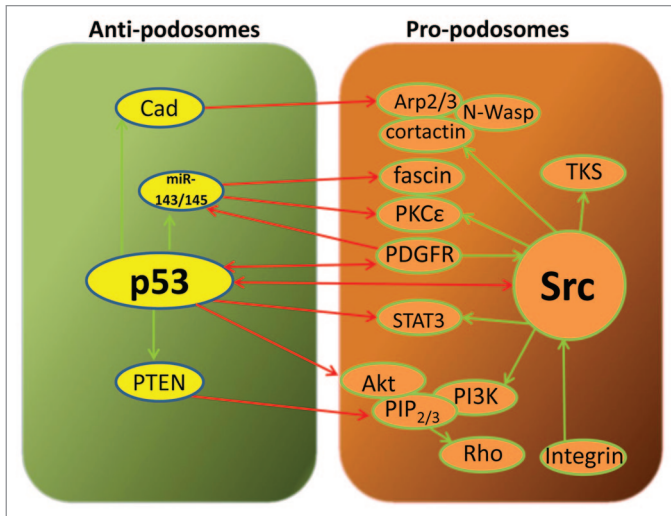 Anti-podosomes
Pro-podosomes
Cad
Arp2/3
N-Wasp
cortactin
miR-
143/145
fascin
TKS
PKCε
PDGFR
p53
Src
STAT3
PTEN
Akt
PI3K
PIP2/3
Rho
Integrin